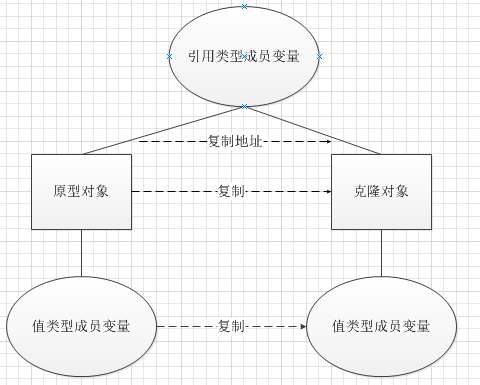 引用类型成员变量
复制地址
原型对象
复制
克隆对象
值类型成员变量
复制
值类型成员变量